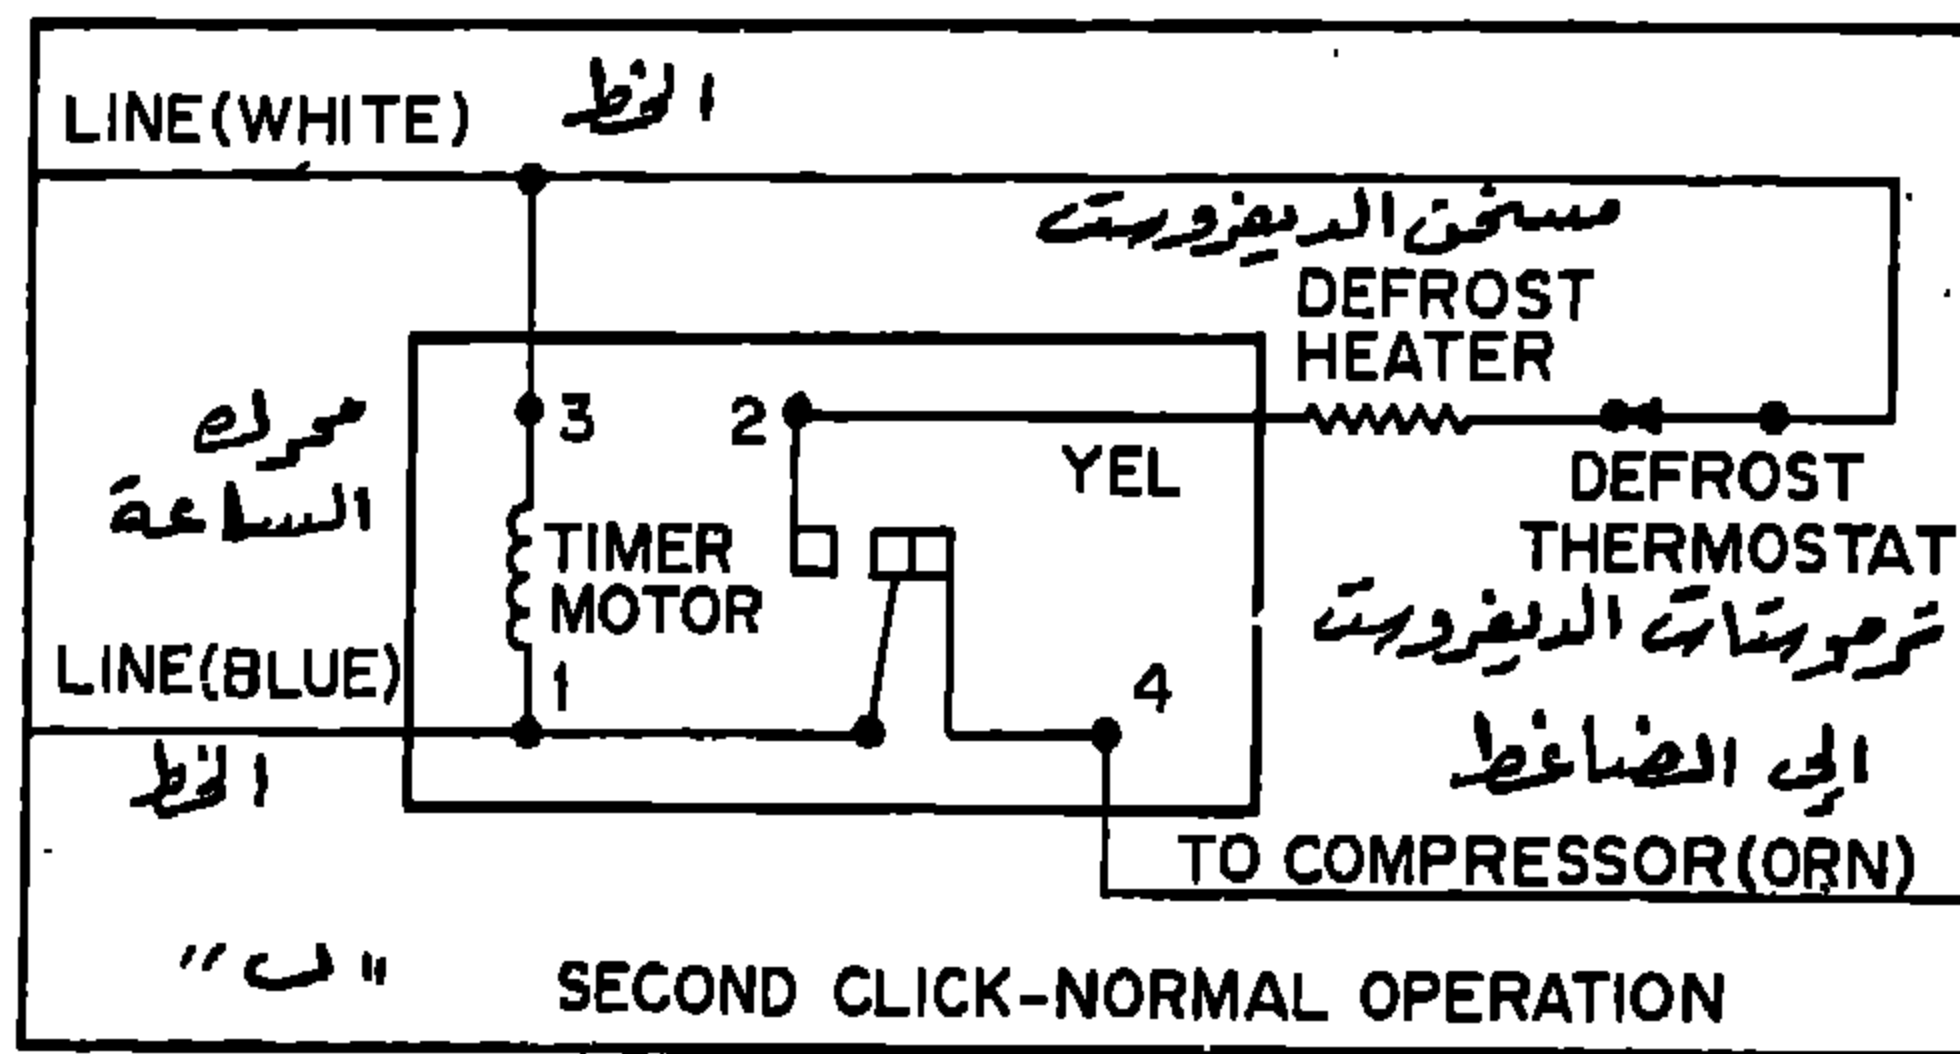 LINE(WHITE) الخط
مسخن الديفروست
DEFROST
HEATER
محرك
الساعة
3
2
YEL
TIMER
MOTOR
DEFROST
THERMOSTAT
ترموستات الديفروست
LINE(BLUE)
1
4
الخط
الى الضاغط
TO COMPRESSOR(ORN)
"ب" SECOND CLICK-NORMAL OPERATION